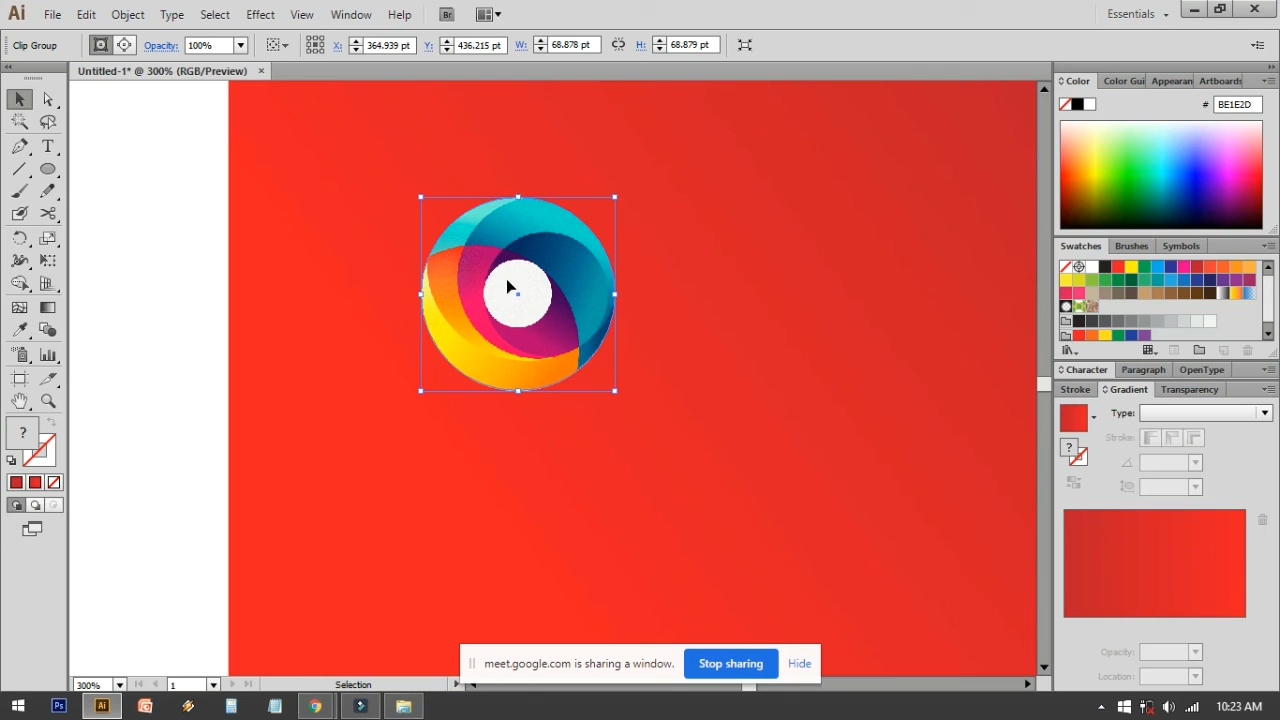 Ai File Edit Object Type Select Effect View Window Help Br Essentials
Clip Group Opacity: 100% X: 364.939 pt Y: 436.215 pt W: 68.878 pt H: 68.879 pt
Untitled-1* @ 300% (RGB/Preview)
Color Color Gui Appearan Artboards
# BE1E2D
Swatches Brushes Symbols
Character Paragraph OpenType
Stroke Gradient Transparency
Type:
Stroke:
?
?
Opacity:
Location:
meet.google.com is sharing a window. Stop sharing Hide
300% 1 Selection
Ps Ai 10:23 AM